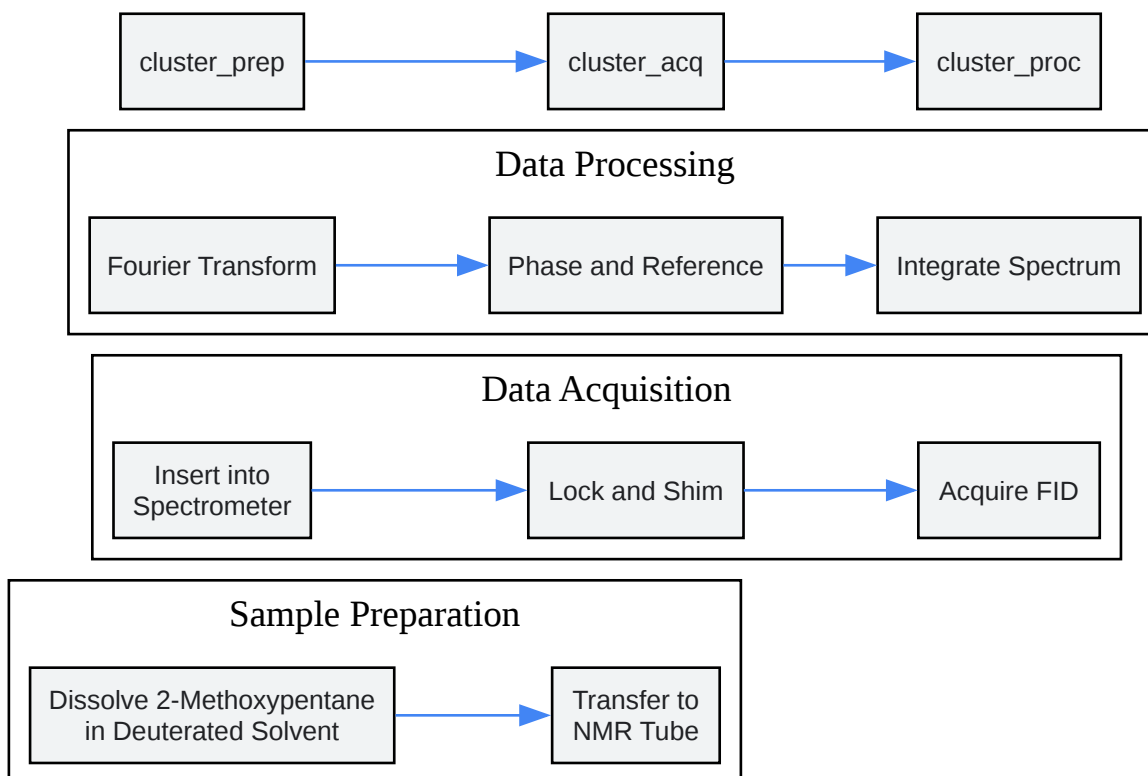 cluster_prep
cluster_acq
cluster_proc
Data Processing
Fourier Transform
Phase and Reference
Integrate Spectrum
Data Acquisition
Insert into
Spectrometer
Lock and Shim
Acquire FID
Sample Preparation
Dissolve 2-Methoxypentane
in Deuterated Solvent
Transfer to
NMR Tube